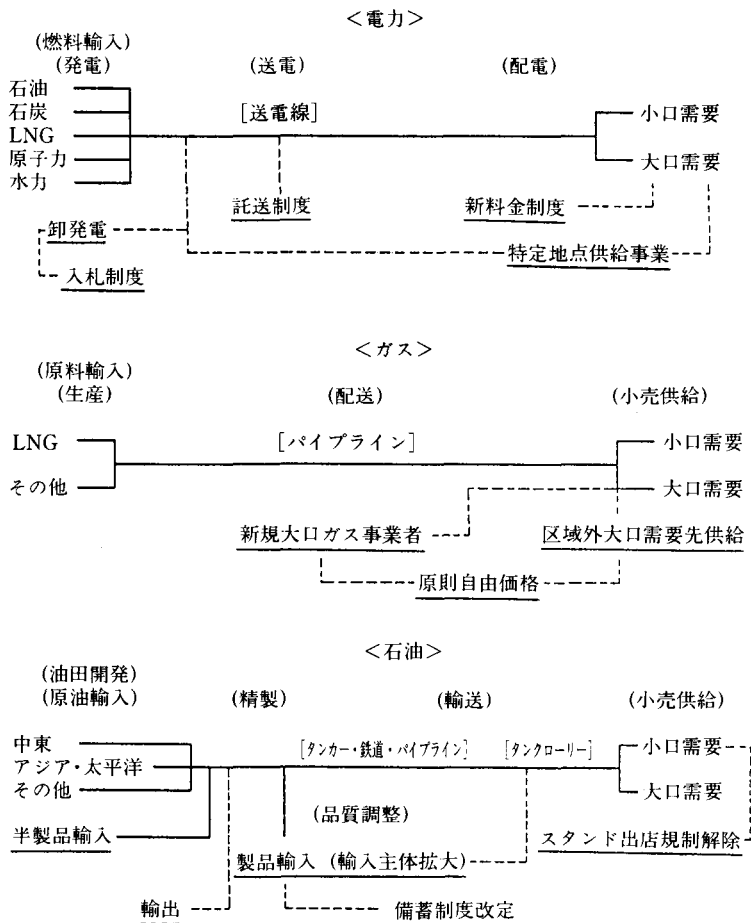 ＜電力＞
(燃料輸入)
(発電) (送電) (配電)
石油
石炭 [送電線] 小口需要
LNG
原子力 大口需要
水力
託送制度 新料金制度
卸発電 特定地点供給事業
入札制度
＜ガス＞
(原料輸入)
(生産) (配送) (小売供給)
LNG [パイプライン] 小口需要
その他 大口需要
新規大口ガス事業者 区域外大口需要先供給
原則自由価格
＜石油＞
(油田開発)
(原油輸入) (精製) (輸送) (小売供給)
中東 [タンカー・鉄道・パイプライン] [タンクローリー] 小口需要
アジア・太平洋
その他 大口需要
半製品輸入 (品質調整) スタンド出店規制解除
製品輸入 (輸入主体拡大)
輸出 備蓄制度改定